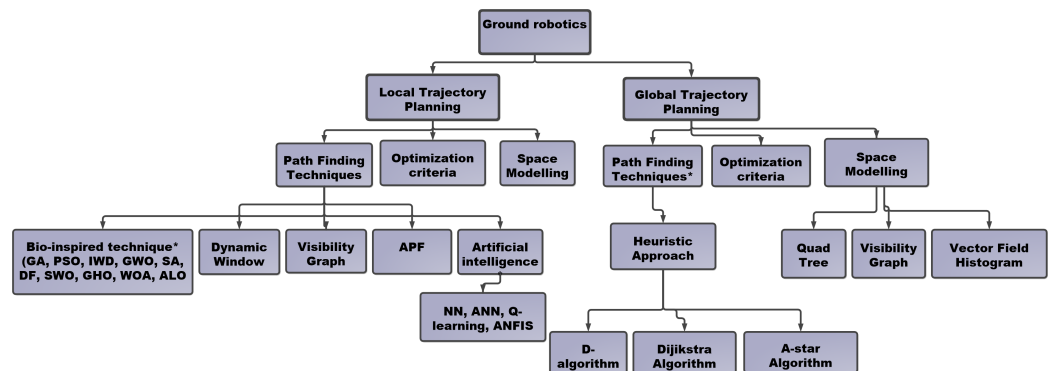 Ground robotics
Local Trajectory
Planning
Global Trajectory
Planning
Path Finding
Techniques
Optimization
criteria
Space
Modelling
Path Finding
Techniques*
Optimization
criteria
Space
Modelling
Bio-inspired technique*
(GA, PSO, IWD, GWO, SA,
DF, SWO, GHO, WOA, ALO
Dynamic
Window
Visibility
Graph
APF
Artificial
intelligence
Heuristic
Approach
Quad
Tree
Visibility
Graph
Vector Field
Histogram
NN, ANN, Q-
learning, ANFIS
D-
algorithm
Dijikstra
Algorithm
A-star
Algorithm